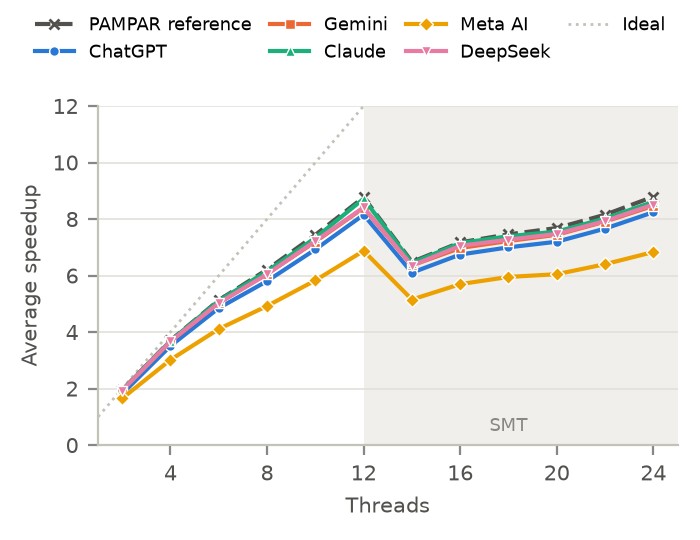 PAMPAR reference Gemini Meta AI Ideal
ChatGPT Claude DeepSeek
12
10
8
6
4
2
0
Average speedup
SMT
4 8 12 16 20 24
Threads